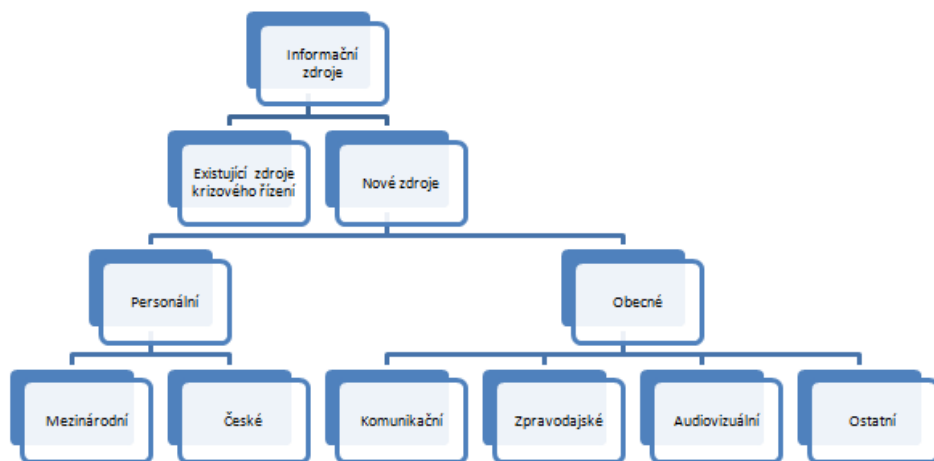 Informační
zdroje
Existující zdroje
krizového řízení
Nové zdroje
Personální
Obecné
Mezinárodní
České
Komunikační
Zpravodajské
Audiovizuální
Ostatní